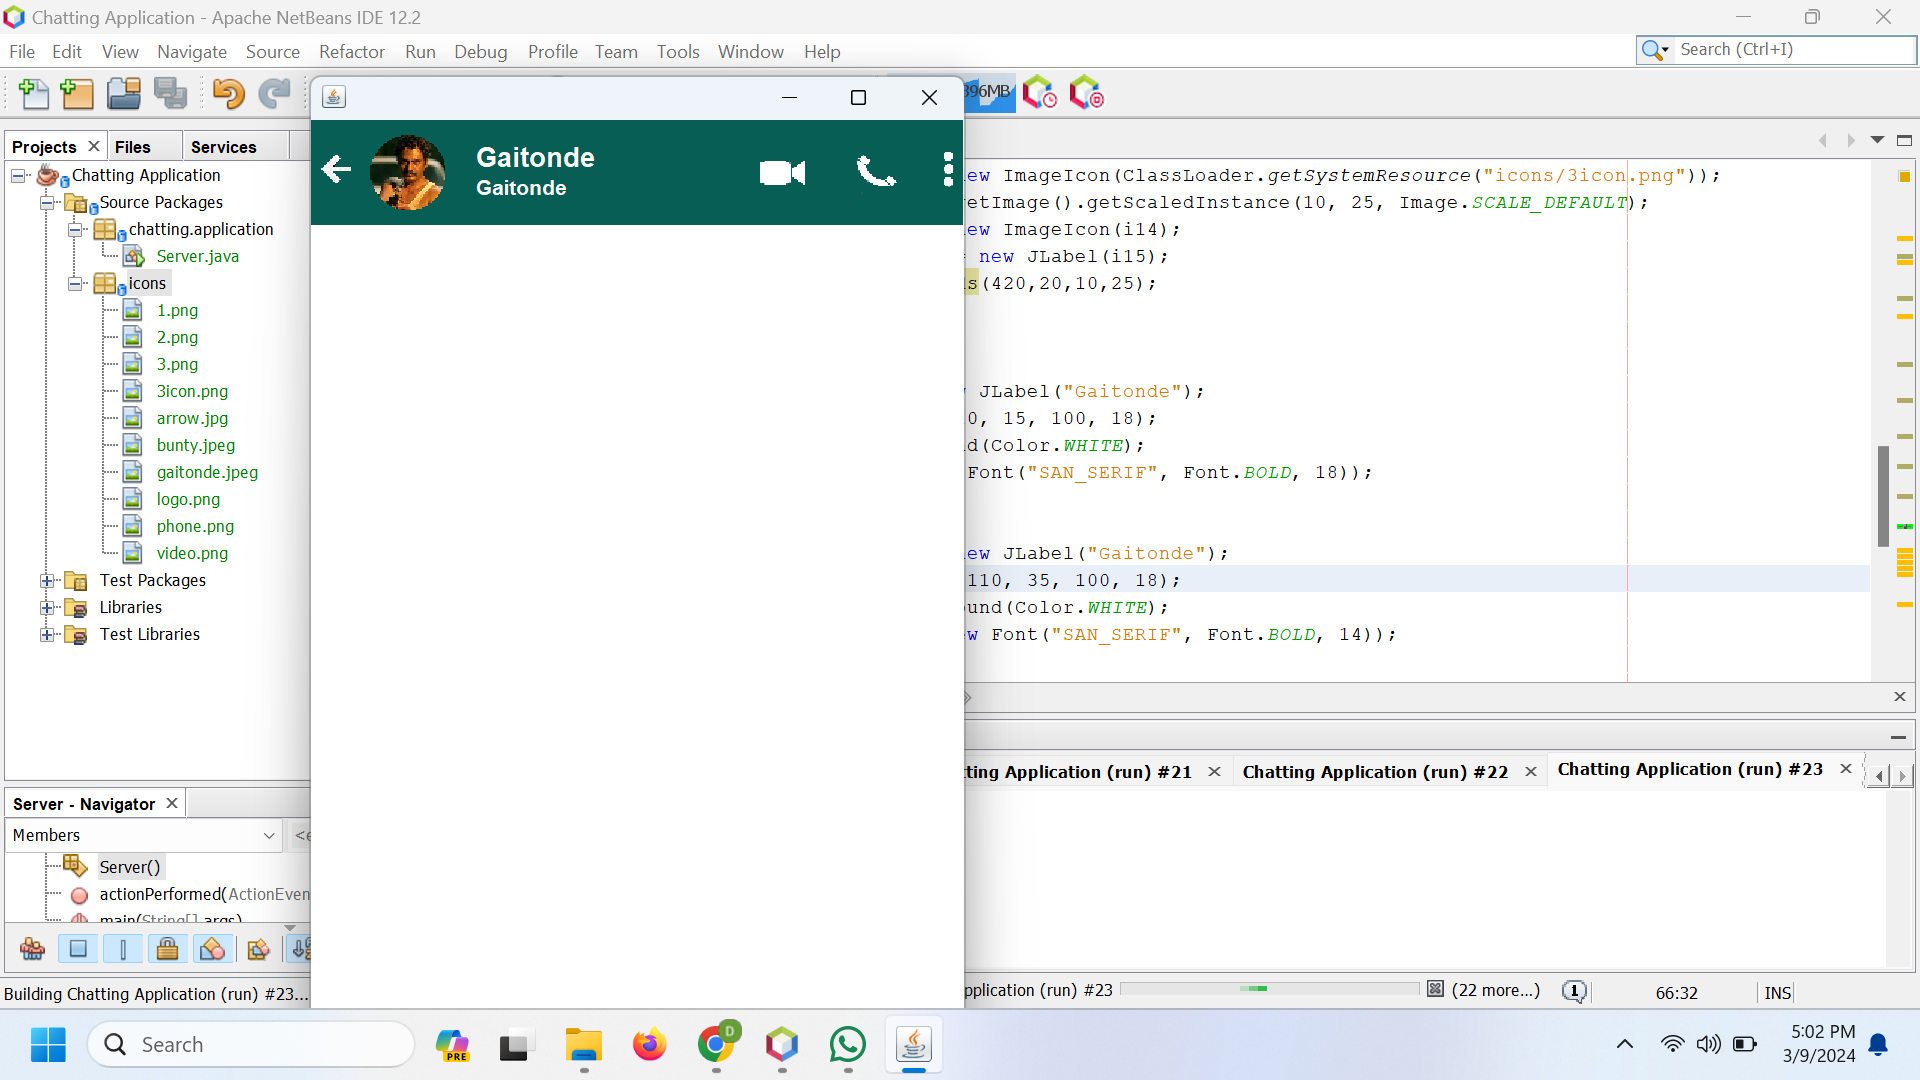 Chatting Application - Apache NetBeans IDE 12.2
File Edit View Navigate Source Refactor Run Debug Profile Team Tools Window Help
Search (Ctrl+I)
396MB
Projects
Files
Services
Chatting Application
Source Packages
chatting.application
Server.java
icons
1.png
2.png
3.png
3icon.png
arrow.jpg
bunty.jpeg
gaitonde.jpeg
logo.png
phone.png
video.png
Test Packages
Libraries
Test Libraries
Gaitonde
Gaitonde
ew ImageIcon(ClassLoader.getSystemResource("icons/3icon.png"));
etImage().getScaledInstance(10, 25, Image.SCALE_DEFAULT);
ew ImageIcon(i14);
= new JLabel(i15);
ls(420,20,10,25);
JLabel("Gaitonde");
0, 15, 100, 18);
d(Color.WHITE);
Font("SAN_SERIF", Font.BOLD, 18));
ew JLabel("Gaitonde");
110, 35, 100, 18);
und(Color.WHITE);
w Font("SAN_SERIF", Font.BOLD, 14));
tting Application (run) #21
Chatting Application (run) #22
Chatting Application (run) #23
Server - Navigator
Members
<e
Server()
actionPerformed(ActionEven
main(String[] args)
Building Chatting Application (run) #23...
pplication (run) #23
(22 more...)
1
66:32
INS
Search
PRE
D
5:02 PM
3/9/2024